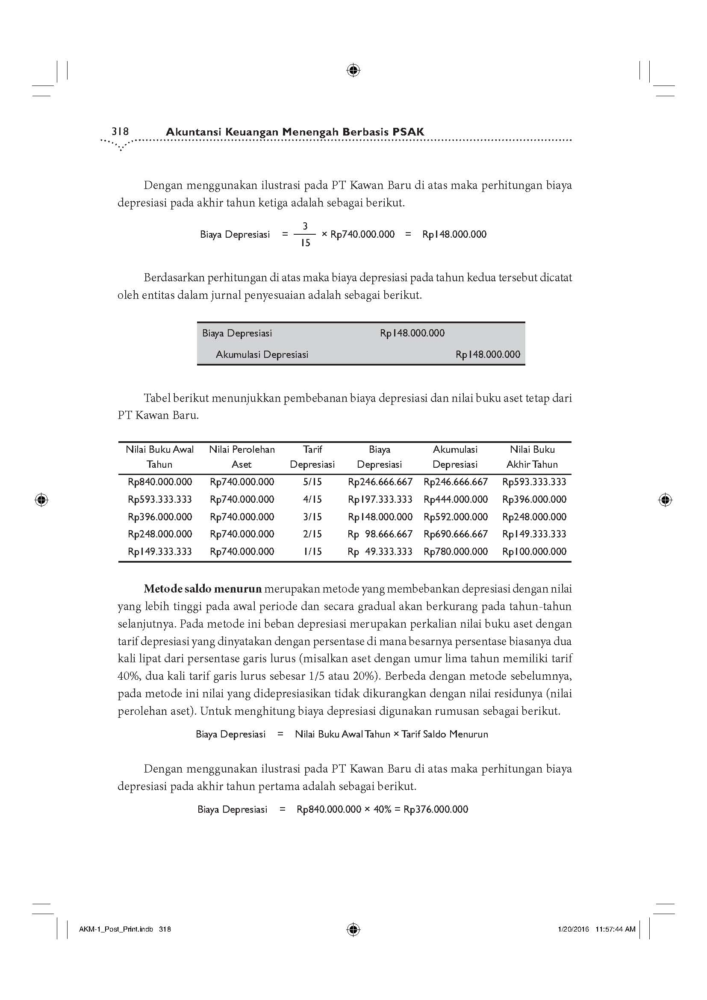 318 Akuntansi Keuangan Menengah Berbasis PSAK
Dengan menggunakan ilustrasi pada PT Kawan Baru di atas maka perhitungan biaya
depresiasi pada akhir tahun ketiga adalah sebagai berikut.
Biaya Depresiasi = 3/15 × Rp740.000.000 = Rp148.000.000
Berdasarkan perhitungan di atas maka biaya depresiasi pada tahun kedua tersebut dicatat
oleh entitas dalam jurnal penyesuaian adalah sebagai berikut.
Biaya Depresiasi Rp148.000.000
Akumulasi Depresiasi Rp148.000.000
Tabel berikut menunjukkan pembebanan biaya depresiasi dan nilai buku aset tetap dari
PT Kawan Baru.
Nilai Buku Awal Nilai Perolehan Tarif Biaya Akumulasi Nilai Buku
Tahun Aset Depresiasi Depresiasi Depresiasi Akhir Tahun
Rp840.000.000 Rp740.000.000 5/15 Rp246.666.667 Rp246.666.667 Rp593.333.333
Rp593.333.333 Rp740.000.000 4/15 Rp197.333.333 Rp444.000.000 Rp396.000.000
Rp396.000.000 Rp740.000.000 3/15 Rp148.000.000 Rp592.000.000 Rp248.000.000
Rp248.000.000 Rp740.000.000 2/15 Rp 98.666.667 Rp690.666.667 Rp149.333.333
Rp149.333.333 Rp740.000.000 1/15 Rp 49.333.333 Rp780.000.000 Rp100.000.000
Metode saldo menurun merupakan metode yang membebankan depresiasi dengan nilai
yang lebih tinggi pada awal periode dan secara gradual akan berkurang pada tahun-tahun
selanjutnya. Pada metode ini beban depresiasi merupakan perkalian nilai buku aset dengan
tarif depresiasi yang dinyatakan dengan persentase di mana besarnya persentase biasanya dua
kali lipat dari persentase garis lurus (misalkan aset dengan umur lima tahun memiliki tarif
40%, dua kali tarif garis lurus sebesar 1/5 atau 20%). Berbeda dengan metode sebelumnya,
pada metode ini nilai yang didepresiasikan tidak dikurangkan dengan nilai residunya (nilai
perolehan aset). Untuk menghitung biaya depresiasi digunakan rumusan sebagai berikut.
Biaya Depresiasi = Nilai Buku Awal Tahun × Tarif Saldo Menurun
Dengan menggunakan ilustrasi pada PT Kawan Baru di atas maka perhitungan biaya
depresiasi pada akhir tahun pertama adalah sebagai berikut.
Biaya Depresiasi = Rp840.000.000 × 40% = Rp376.000.000
AKM-1_Post_Print.indb 318 1/20/2016 11:57:44 AM